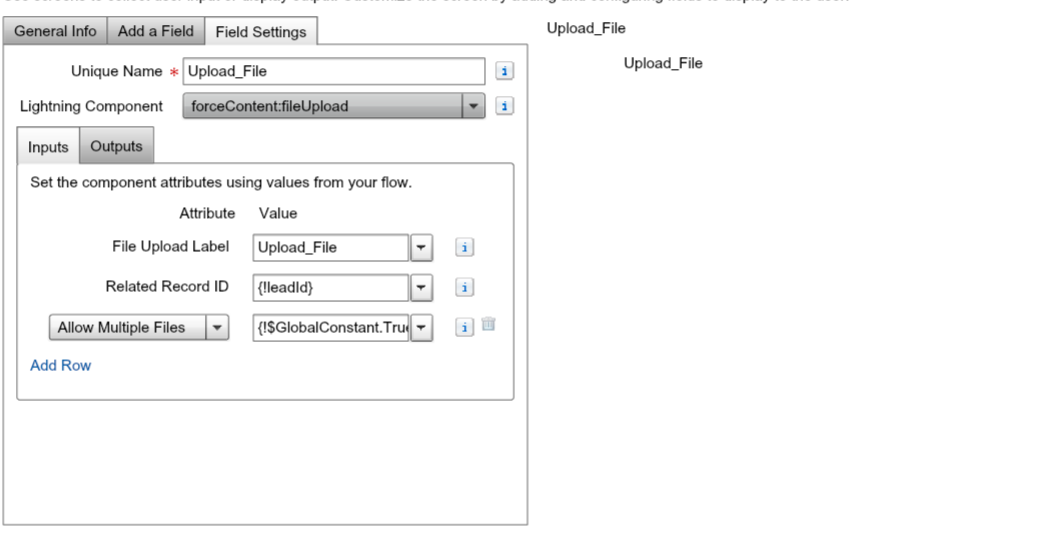 General Info Add a Field Field Settings
Upload_File
Unique Name * Upload_File
Upload_File
Lightning Component forceContent:fileUpload
Inputs Outputs
Set the component attributes using values from your flow.
Attribute Value
File Upload Label Upload_File
Related Record ID {!leadId}
Allow Multiple Files {!$GlobalConstant.Tru
Add Row